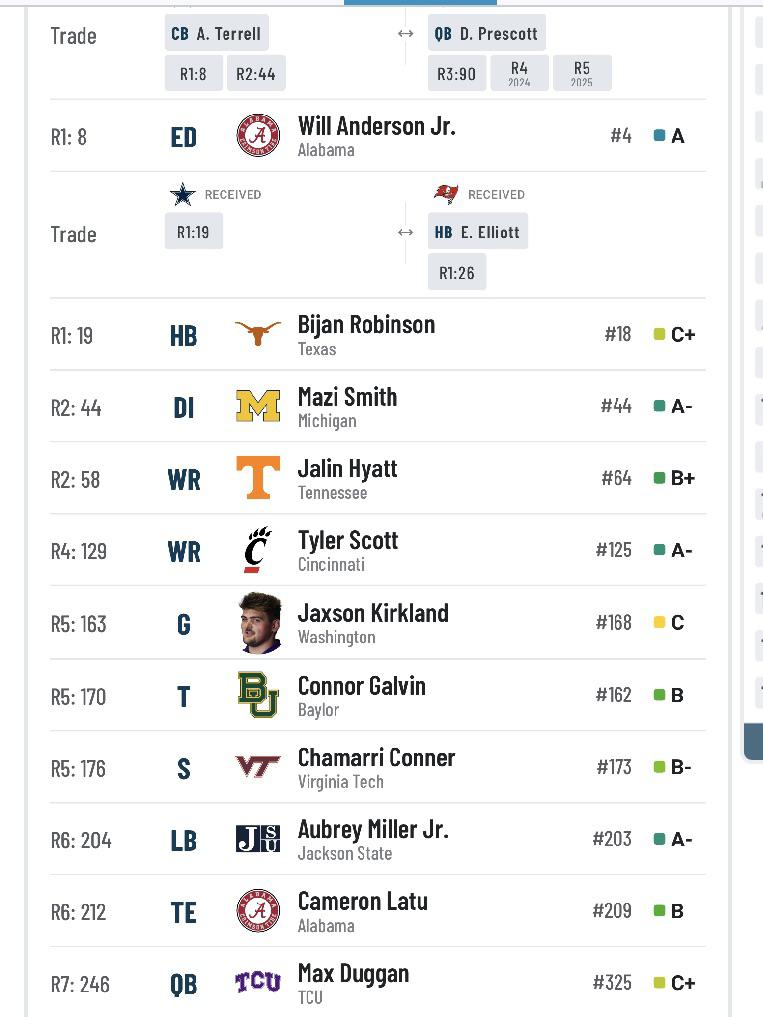 Trade
CB A. Terrell
↔
QB D. Prescott
R1:8 R2:44
R3:90 R4 2024 R5 2025
R1: 8 ED Will Anderson Jr. #4 A
Alabama
RECEIVED RECEIVED
Trade R1:19 ↔ HB E. Elliott
R1:26
R1: 19 HB Bijan Robinson #18 C+
Texas
R2: 44 DI M Mazi Smith #44 A-
Michigan
R2: 58 WR T Jalin Hyatt #64 B+
Tennessee
R4: 129 WR C Tyler Scott #125 A-
Cincinnati
R5: 163 G Jaxson Kirkland #168 C
Washington
R5: 170 T BU Connor Galvin #162 B
Baylor
R5: 176 S VT Chamarri Conner #173 B-
Virginia Tech
R6: 204 LB JSU Aubrey Miller Jr. #203 A-
Jackson State
R6: 212 TE Cameron Latu #209 B
Alabama
R7: 246 QB TCU Max Duggan #325 C+
TCU